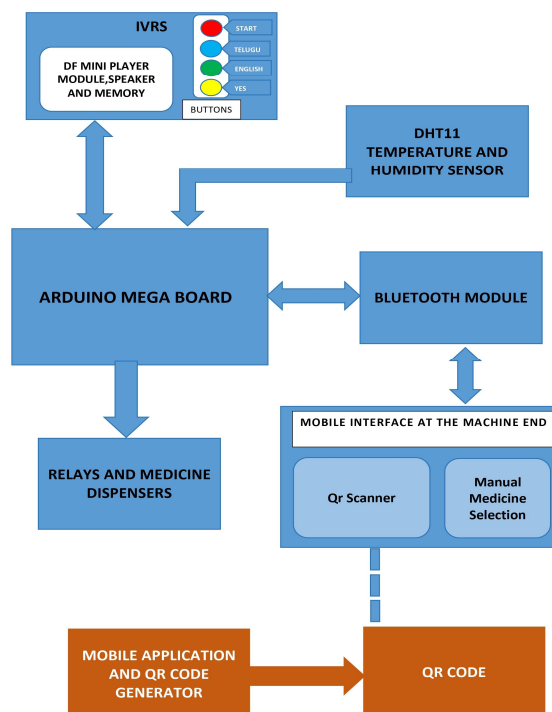 IVRS
DF MINI PLAYER
MODULE,SPEAKER
AND MEMORY
START
TELUGU
ENGLISH
YES
BUTTONS
DHT11
TEMPERATURE AND
HUMIDITY SENSOR
ARDUINO MEGA BOARD
BLUETOOTH MODULE
MOBILE INTERFACE AT THE MACHINE END
Qr Scanner
Manual
Medicine
Selection
RELAYS AND MEDICINE
DISPENSERS
MOBILE APPLICATION
AND QR CODE
GENERATOR
QR CODE